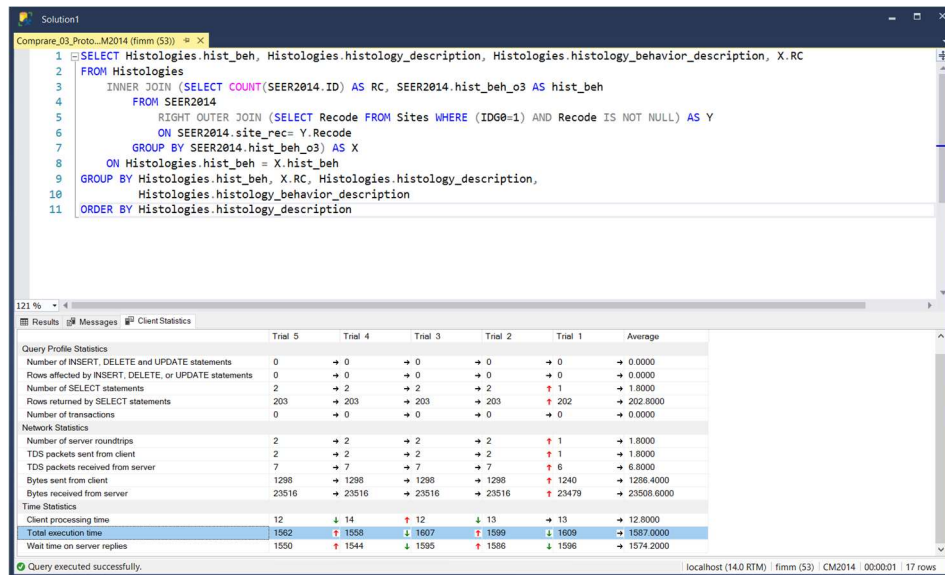 Solution1
Comprare_03_Proto...M2014 (fimm (53))
1 SELECT Histologies.hist_beh, Histologies.histology_description, Histologies.histology_behavior_description, X.RC
2 FROM Histologies
3 INNER JOIN (SELECT COUNT(SEER2014.ID) AS RC, SEER2014.hist_beh_o3 AS hist_beh
4 FROM SEER2014
5 RIGHT OUTER JOIN (SELECT Recode FROM Sites WHERE (IDG0=1) AND Recode IS NOT NULL) AS Y
6 ON SEER2014.site_rec= Y.Recode
7 GROUP BY SEER2014.hist_beh_o3) AS X
8 ON Histologies.hist_beh = X.hist_beh
9 GROUP BY Histologies.hist_beh, X.RC, Histologies.histology_description,
10 Histologies.histology_behavior_description
11 ORDER BY Histologies.histology_description
121 %
Results Messages Client Statistics
Trial 5 Trial 4 Trial 3 Trial 2 Trial 1 Average
Query Profile Statistics
Number of INSERT, DELETE and UPDATE statements 0 → 0 → 0 → 0 → 0 → 0.0000
Rows affected by INSERT, DELETE, or UPDATE statements 0 → 0 → 0 → 0 → 0 → 0.0000
Number of SELECT statements 2 → 2 → 2 → 2 ↑ 1 → 1.8000
Rows returned by SELECT statements 203 → 203 → 203 → 203 ↑ 202 → 202.8000
Number of transactions 0 → 0 → 0 → 0 → 0 → 0.0000
Network Statistics
Number of server roundtrips 2 → 2 → 2 → 2 ↑ 1 → 1.8000
TDS packets sent from client 2 → 2 → 2 → 2 ↑ 1 → 1.8000
TDS packets received from server 7 → 7 → 7 → 7 ↑ 6 → 6.8000
Bytes sent from client 1298 → 1298 → 1298 → 1298 ↑ 1240 → 1286.4000
Bytes received from server 23516 → 23516 → 23516 → 23516 ↑ 23479 → 23508.6000
Time Statistics
Client processing time 12 ↓ 14 ↑ 12 ↓ 13 → 13 → 12.8000
Total execution time 1562 ↑ 1558 ↓ 1607 ↑ 1599 ↓ 1609 → 1587.0000
Wait time on server replies 1550 ↑ 1544 ↓ 1595 ↑ 1586 ↓ 1596 → 1574.2000
Query executed successfully. localhost (14.0 RTM) fimm (53) CM2014 00:00:01 17 rows